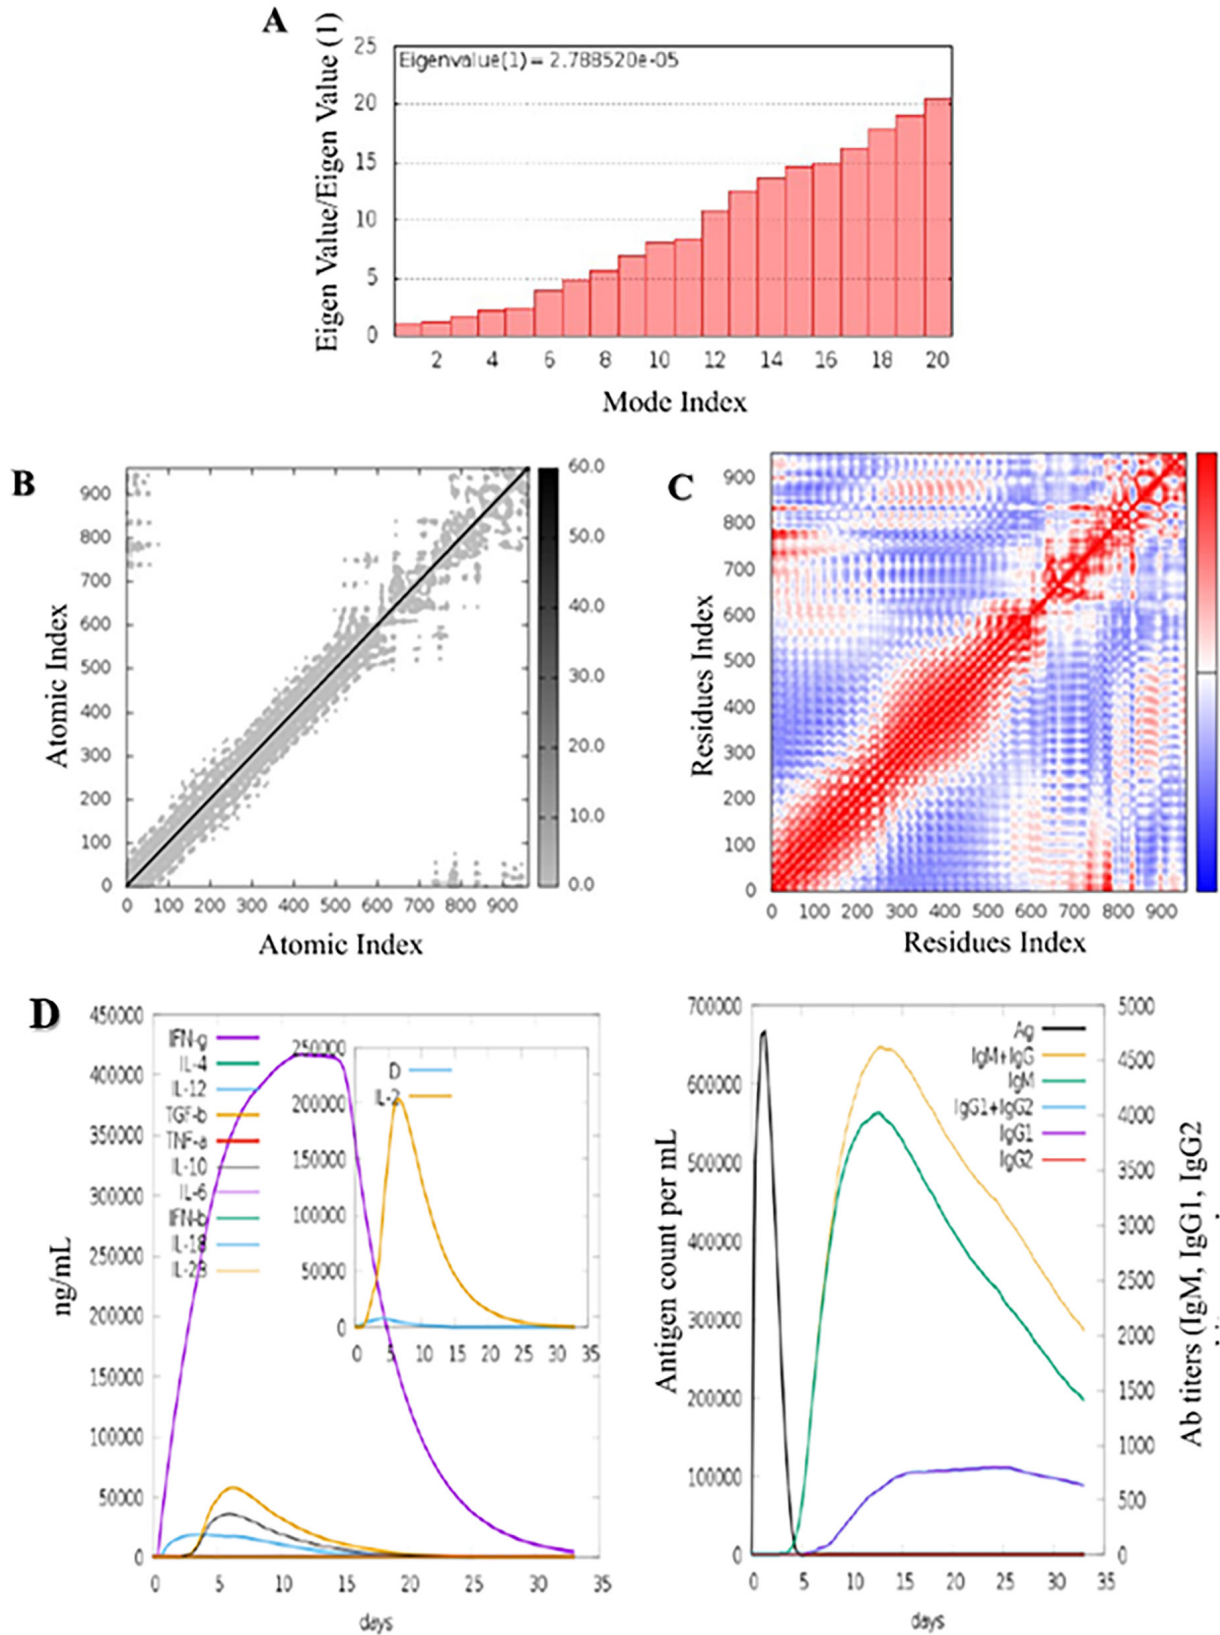 A
Eigen Value/Eigen Value (1)
25
20
15
10
5
0
Eigenvalue(1) = 2.788520e-05
2 4 6 8 10 12 14 16 18 20
Mode Index
B
Atomic Index
900
800
700
600
500
400
300
200
100
0
0 100 200 300 400 500 600 700 800 900
Atomic Index
60.0
50.0
40.0
30.0
20.0
10.0
0.0
C
Residues Index
900
800
700
600
500
400
300
200
100
0
0 100 200 300 400 500 600 700 800 900
Residues Index
D
ng/mL
450000
400000
350000
300000
250000
200000
150000
100000
50000
0
IFN-g
IL-4
IL-12
TGF-b
TNF-a
IL-10
IL-6
IFN-b
IL-18
IL-23
250000
200000
150000
100000
50000
0
D
IL-2
0 5 10 15 20 25 30 35
0 5 10 15 20 25 30 35
days
Antigen count per mL
700000
600000
500000
400000
300000
200000
100000
0
Ag
IgM+IgG
IgM
IgG1+IgG2
IgG1
IgG2
5000
4500
4000
3500
3000
2500
2000
1500
1000
500
0
Ab titers (IgM, IgG1, IgG2
0 5 10 15 20 25 30 35
days